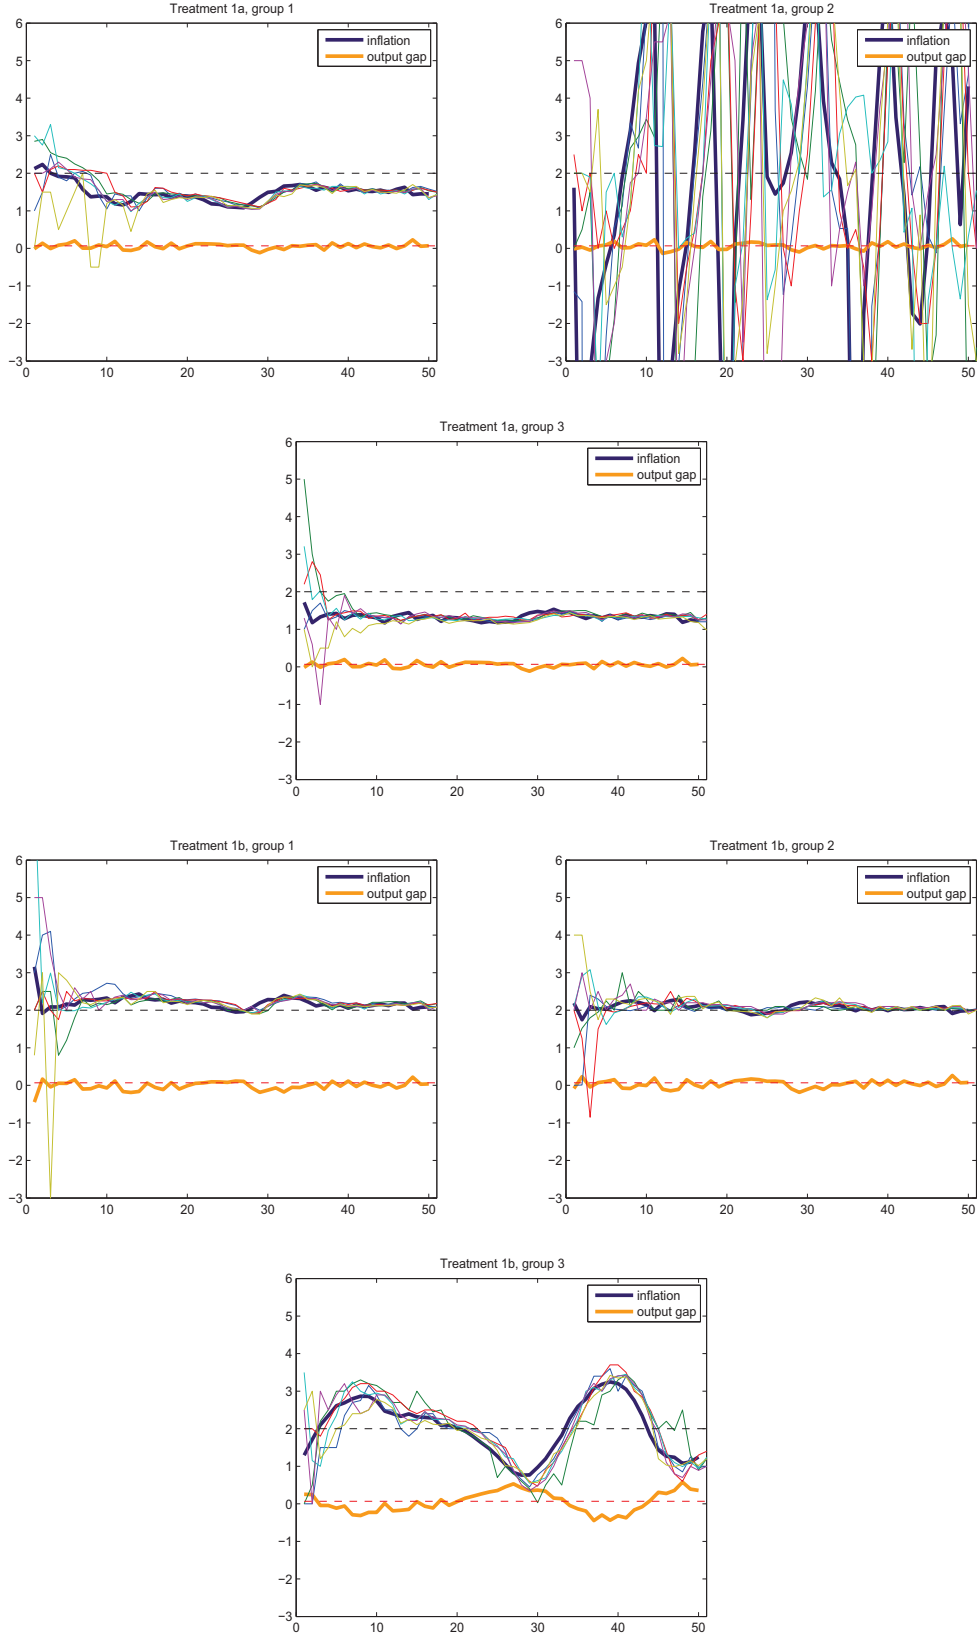 Treatment 1a, group 1
inflation
output gap
6
5
4
3
2
1
0
−1
−2
−3
0 10 20 30 40 50
Treatment 1a, group 2
inflation
output gap
6
5
4
3
2
1
0
−1
−2
−3
0 10 20 30 40 50
Treatment 1a, group 3
inflation
output gap
6
5
4
3
2
1
0
−1
−2
−3
0 10 20 30 40 50
Treatment 1b, group 1
inflation
output gap
6
5
4
3
2
1
0
−1
−2
−3
0 10 20 30 40 50
Treatment 1b, group 2
inflation
output gap
6
5
4
3
2
1
0
−1
−2
−3
0 10 20 30 40 50
Treatment 1b, group 3
inflation
output gap
6
5
4
3
2
1
0
−1
−2
−3
0 10 20 30 40 50